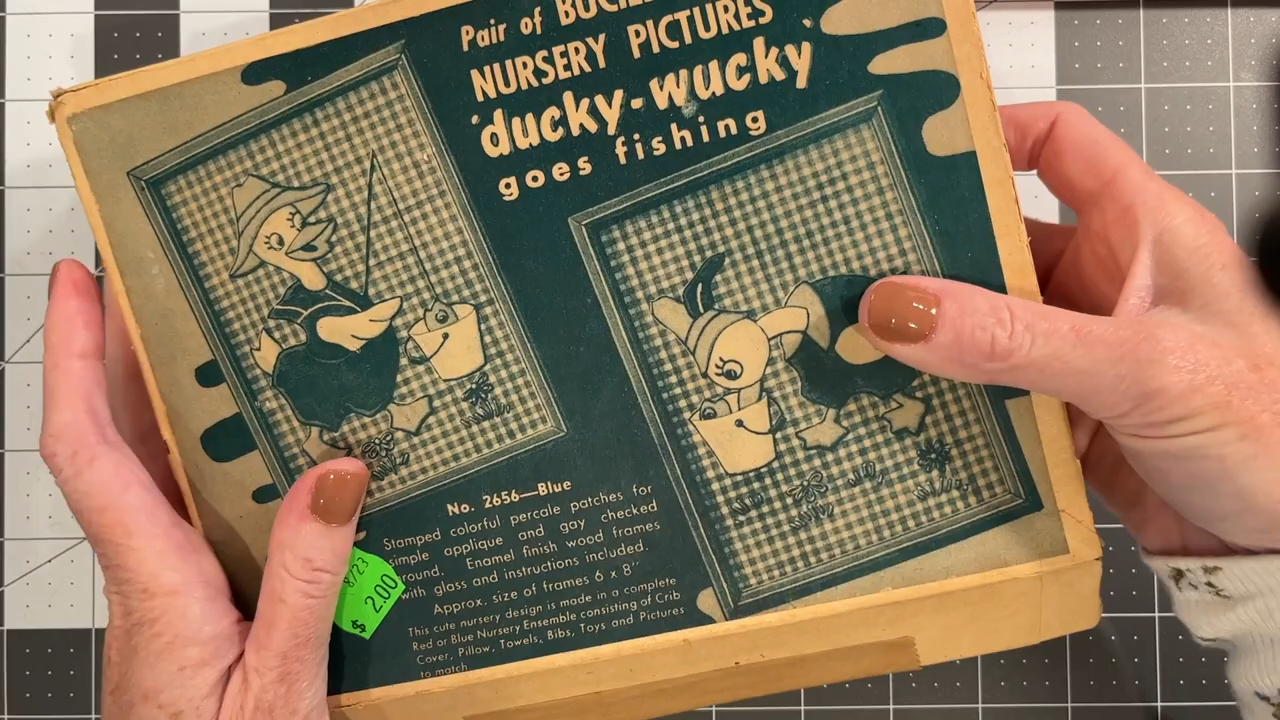 Pair of
NURSERY PICTURES
'ducky-wucky'
goes fishing
No. 2656—Blue
Stamped colorful percale patches for
simple applique and gay checked
round. Enamel finish wood frames
with glass and instructions included.
Approx. size of frames 6 x 8"
This cute nursery design is made in a complete
Red or Blue Nursery Ensemble consisting of Crib
Cover, Pillow, Towels, Bibs, Toys and Pictures
to match
8/23
$ 2.00